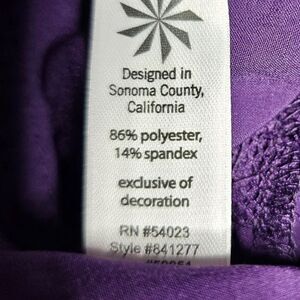 Designed in
Sonoma County,
California
86% polyester,
14% spandex
exclusive of
decoration
RN #54023
Style #841277